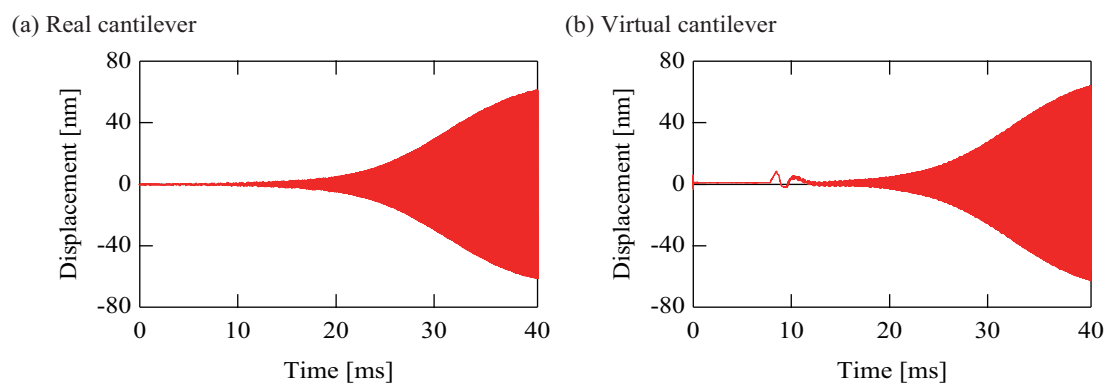 (a) Real cantilever
80
40
0
-40
-80
Displacement [nm]
0 10 20 30 40
Time [ms]
(b) Virtual cantilever
80
40
0
-40
-80
Displacement [nm]
0 10 20 30 40
Time [ms]